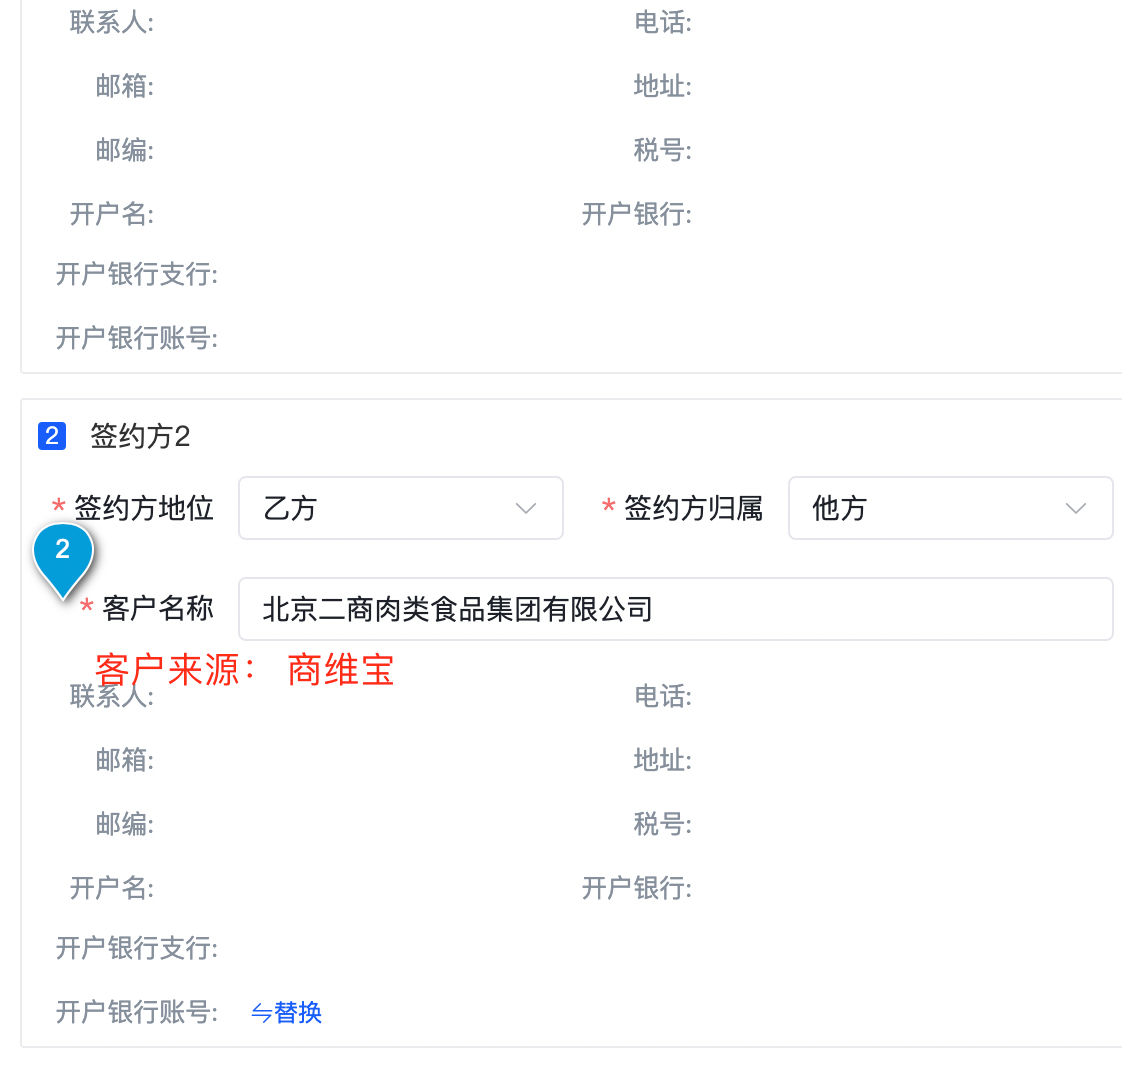 联系人: 电话:
邮箱: 地址:
邮编: 税号:
开户名: 开户银行:
开户银行支行:
开户银行账号:
2 签约方2
* 签约方地位 乙方 * 签约方归属 他方
2
* 客户名称 北京二商肉类食品集团有限公司
客户来源： 商维宝
联系人: 电话:
邮箱: 地址:
邮编: 税号:
开户名: 开户银行:
开户银行支行:
开户银行账号: ⇋替换